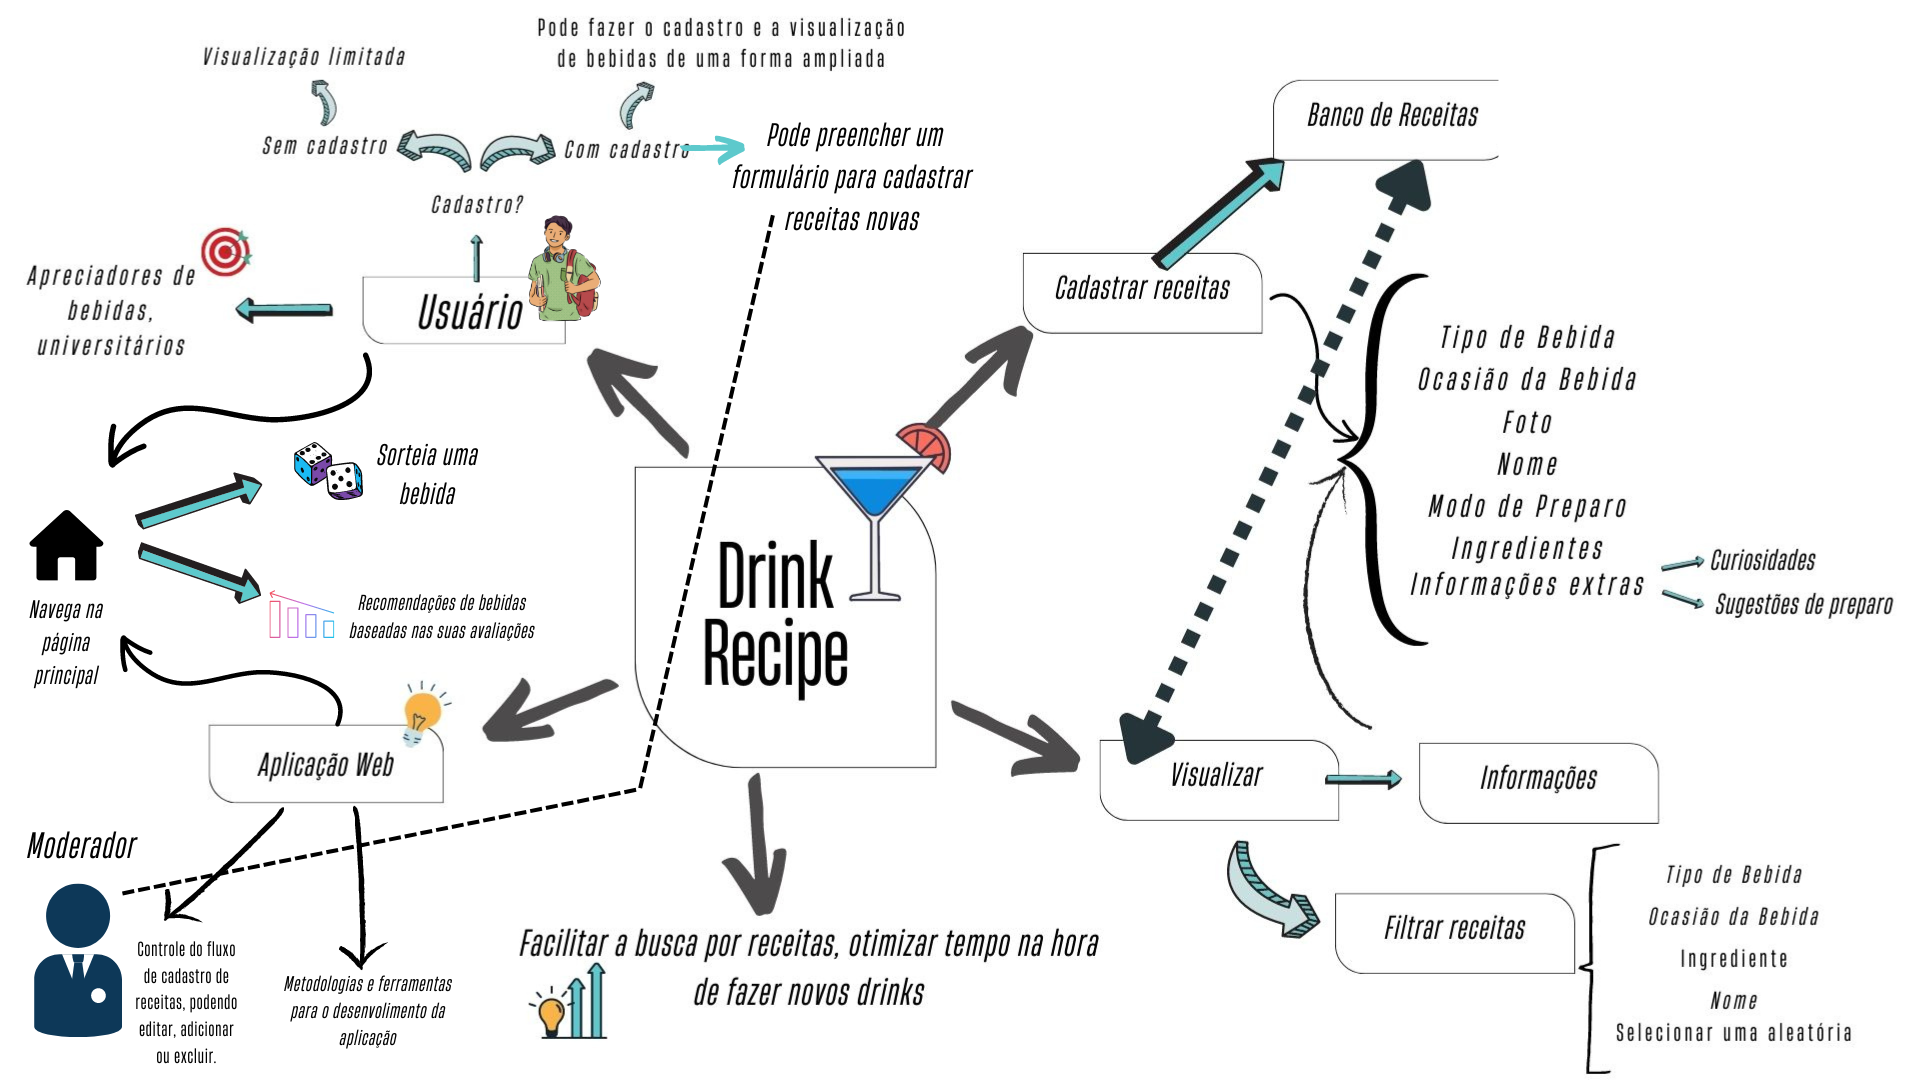 Pode fazer o cadastro e a visualização
de bebidas de uma forma ampliada
Visualização limitada
Sem cadastro
Com cadastro
Pode preencher um
formulário para cadastrar
receitas novas
Cadastro?
Apreciadores de
bebidas,
universitários
Usuário
Banco de Receitas
Cadastrar receitas
Tipo de Bebida
Ocasião da Bebida
Foto
Nome
Modo de Preparo
Ingredientes
Informações extras
Curiosidades
Sugestões de preparo
Sorteia uma
bebida
Recomendações de bebidas
baseadas nas suas avaliações
Navega na
página
principal
Drink
Recipe
Aplicação Web
Visualizar
Informações
Filtrar receitas
Tipo de Bebida
Ocasião da Bebida
Ingrediente
Nome
Selecionar uma aleatória
Moderador
Controle do fluxo
de cadastro de
receitas, podendo
editar, adicionar
ou excluir.
Metodologias e ferramentas
para o desenvolimento da
aplicação
Facilitar a busca por receitas, otimizar tempo na hora
de fazer novos drinks